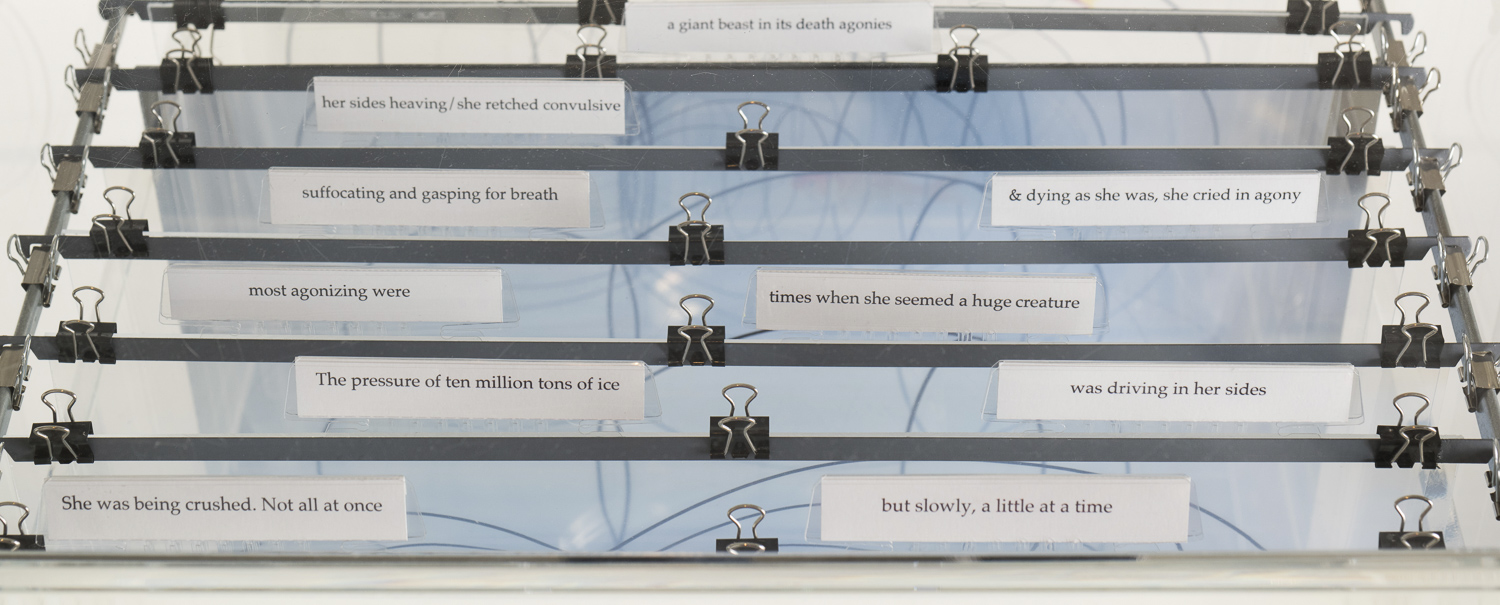 a giant beast in its death agonies
her sides heaving/she retched convulsive
suffocating and gasping for breath
& dying as she was, she cried in agony
most agonizing were
times when she seemed a huge creature
The pressure of ten million tons of ice
was driving in her sides
She was being crushed. Not all at once
but slowly, a little at a time